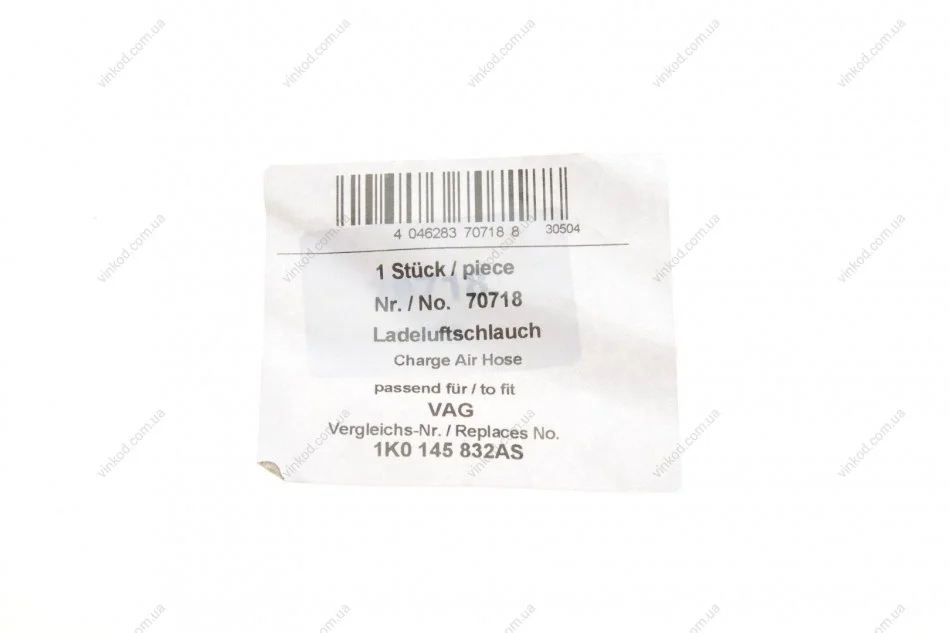 4 046283 70718 8 30504
1 Stück / piece
Nr. / No. 70718
Ladeluftschlauch
Charge Air Hose
passend für / to fit
VAG
Vergleichs-Nr. / Replaces No.
1K0 145 832AS
vinkod.com.ua